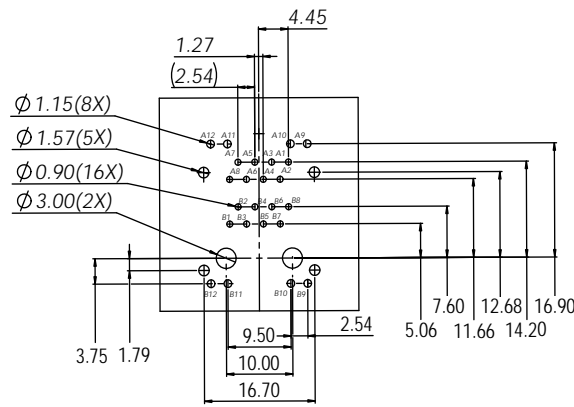 4.45
1.27
(2.54)
Ø 1.15(8X)
A12 A11 A10 A9
Ø 1.57(5X)
A7 A5 A3 A1
Ø 0.90(16X)
A8 A6 A4 A2
Ø 3.00(2X)
B2 B4 B6 B8
B1 B3 B5 B7
B12 B11 B10 B9
16.90
12.68
7.60
14.20
11.66
5.06
2.54
9.50
3.75 1.79
10.00
16.70